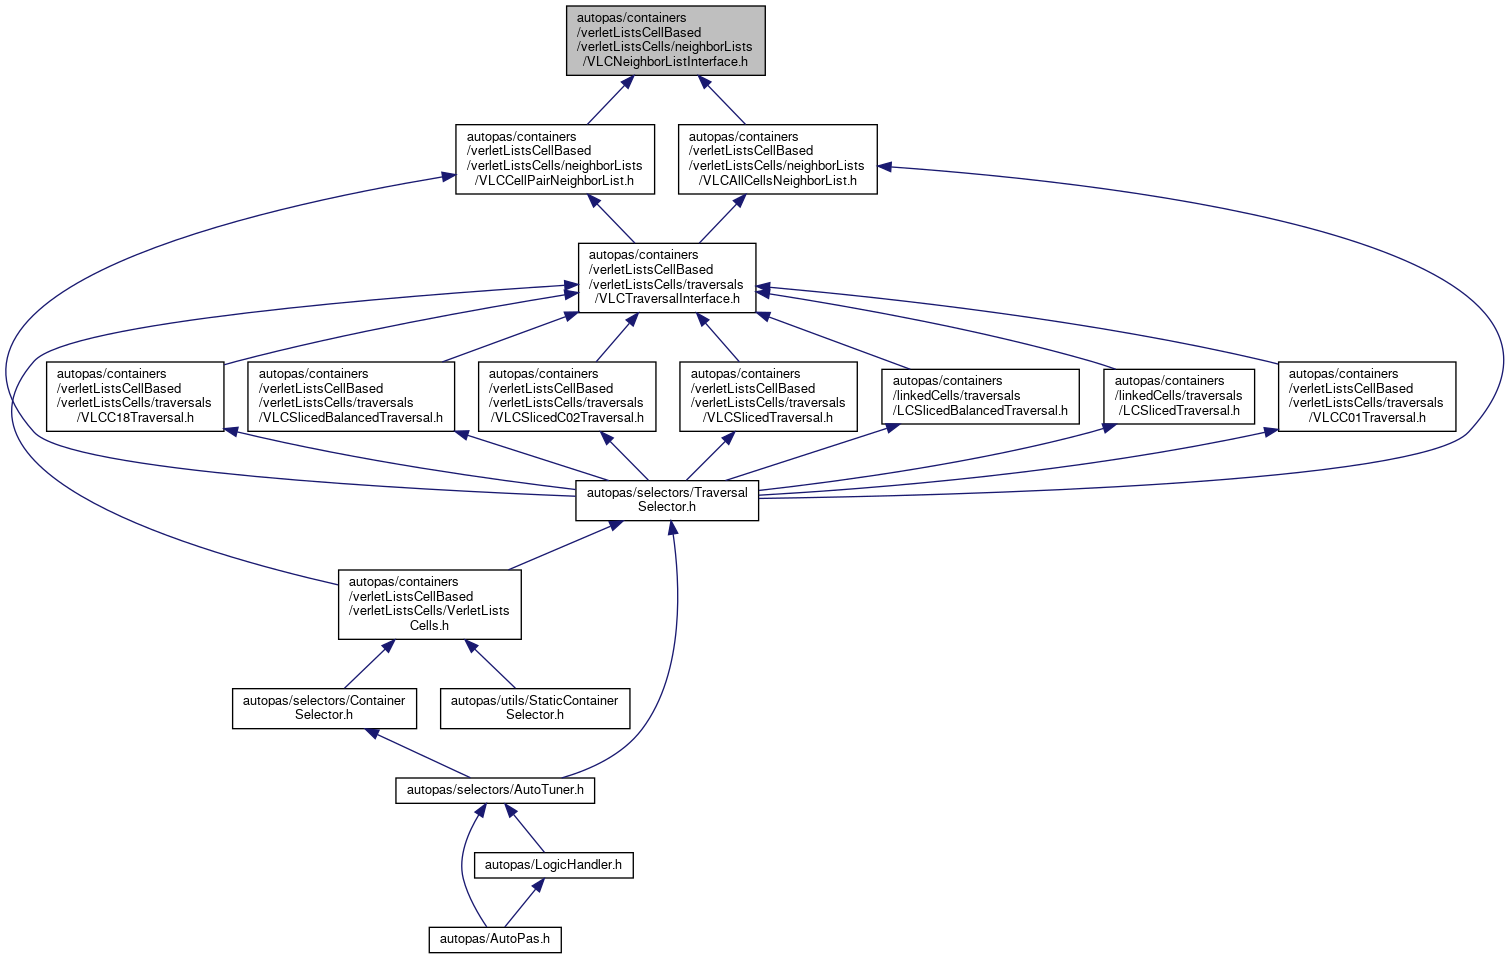 autopas/containers
/verletListsCellBased
/verletListsCells/neighborLists
/VLCNeighborListInterface.h
autopas/containers
/verletListsCellBased
/verletListsCells/neighborLists
/VLCCellPairNeighborList.h
autopas/containers
/verletListsCellBased
/verletListsCells/neighborLists
/VLCAllCellsNeighborList.h
autopas/containers
/verletListsCellBased
/verletListsCells/traversals
/VLCTraversalInterface.h
autopas/containers
/verletListsCellBased
/verletListsCells/traversals
/VLCC18Traversal.h
autopas/containers
/verletListsCellBased
/verletListsCells/traversals
/VLCSlicedBalancedTraversal.h
autopas/containers
/verletListsCellBased
/verletListsCells/traversals
/VLCSlicedC02Traversal.h
autopas/containers
/verletListsCellBased
/verletListsCells/traversals
/VLCSlicedTraversal.h
autopas/containers
/linkedCells/traversals
/LCSlicedBalancedTraversal.h
autopas/containers
/linkedCells/traversals
/LCSlicedTraversal.h
autopas/containers
/verletListsCellBased
/verletListsCells/traversals
/VLCC01Traversal.h
autopas/selectors/Traversal
Selector.h
autopas/containers
/verletListsCellBased
/verletListsCells/VerletLists
Cells.h
autopas/selectors/Container
Selector.h
autopas/utils/StaticContainer
Selector.h
autopas/selectors/AutoTuner.h
autopas/LogicHandler.h
autopas/AutoPas.h